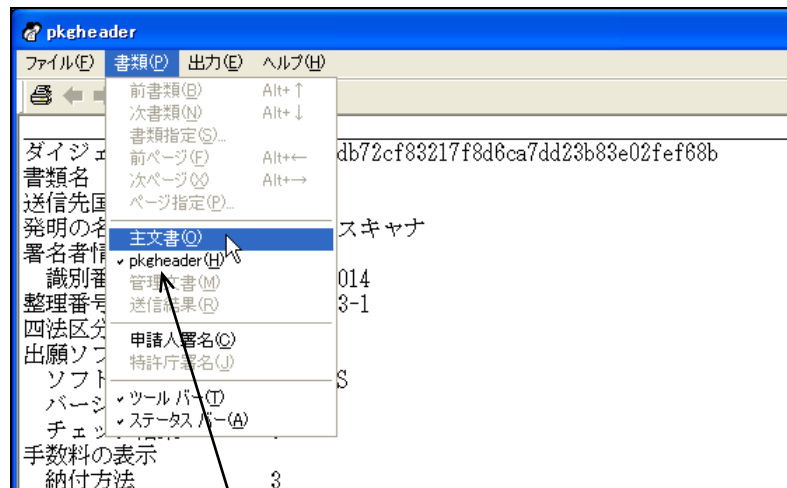 pkgheader
ファイル(F) 書類(P) 出力(E) ヘルプ(H)
前書類(B) Alt+↑
次書類(N) Alt+↓
書類指定(S)...
前ページ(F) Alt+←
次ページ(X) Alt+→
ページ指定(P)...
主文書(O)
✓ pkgheader(H)
管理文書(M)
送信結果(R)
申請人署名(C)
特許庁署名(J)
✓ ツール バー(T)
✓ ステータス バー(A)
ダイジェ db72cf83217f8d6ca7dd23b83e02fef68b
書類名
送信先国
発明の名 スキャナ
署名者情
識別番 014
整理番号 3-1
四法区分
出願ソフ
ソフト S
バーシ
チェッ
手数料の表示
納付方法 3